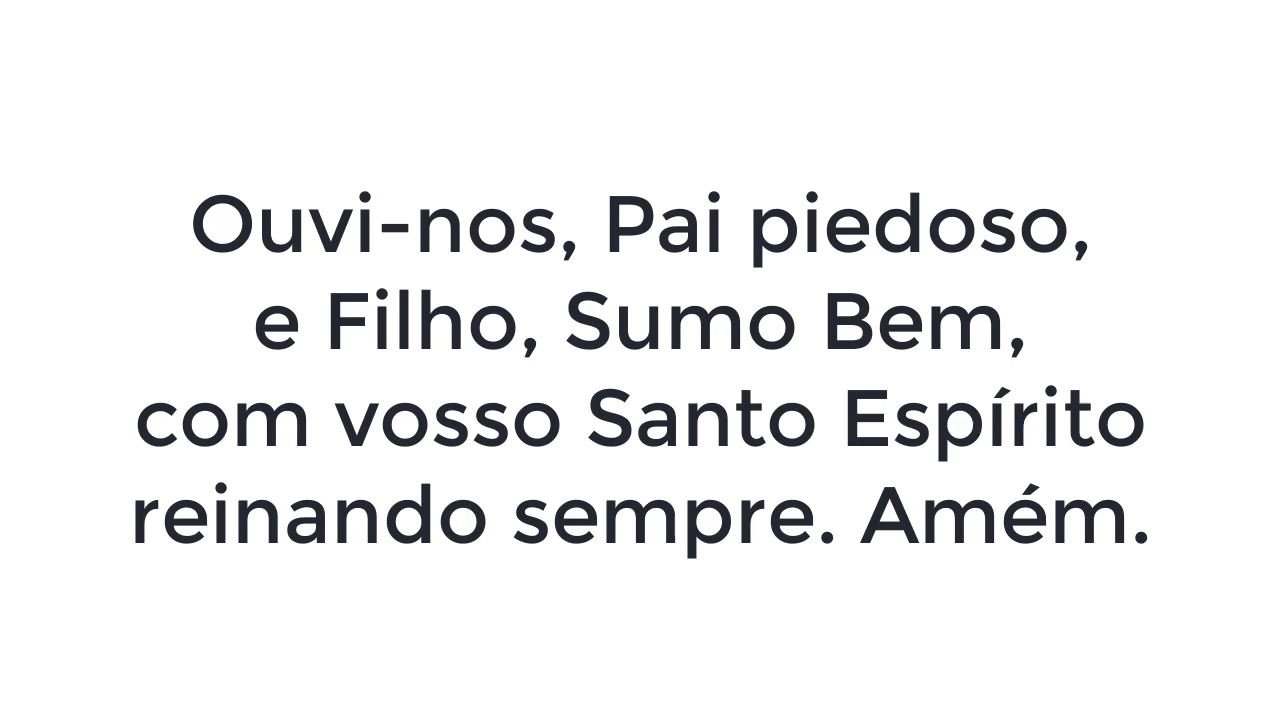 Ouvi-nos, Pai piedoso,
e Filho, Sumo Bem,
com vosso Santo Espírito
reinando sempre. Amém.